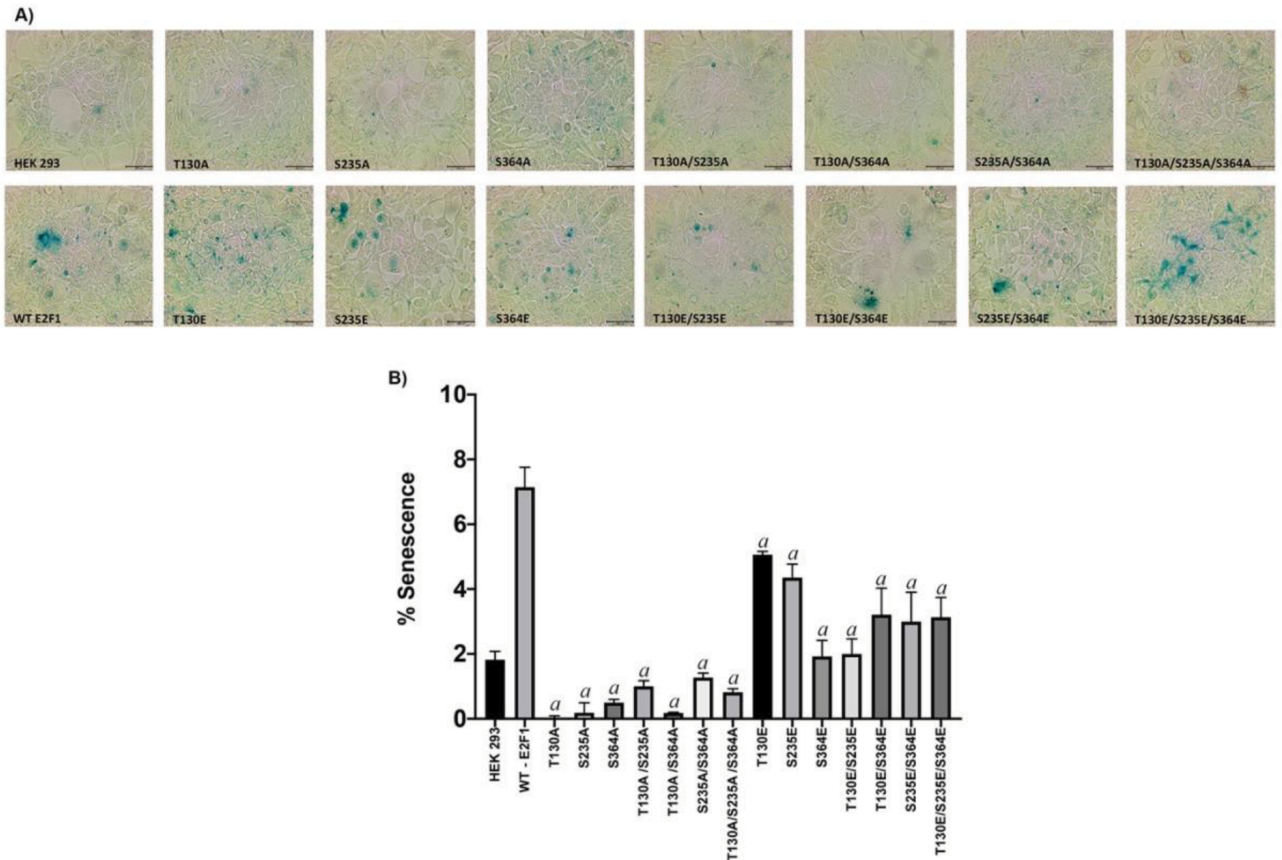 A)
HEK 293
T130A
S235A
S364A
T130A/S235A
T130A/S364A
S235A/S364A
T130A/S235A/S364A
WT E2F1
T130E
S235E
S364E
T130E/S235E
T130E/S364E
S235E/S364E
T130E/S235E/S364E
B)
% Senescence
10
8
6
4
2
0
a
a
a
a
a
a
a
a
a
a
a
a
a
a
HEK 293
WT - E2F1
T130A
S235A
S364A
T130A /S235A
T130A /S364A
S235A/S364A
T130A/S235A /S364A
T130E
S235E
S364E
T130E/S235E
T130E/S364E
S235E/S364E
T130E/S235E/S364E